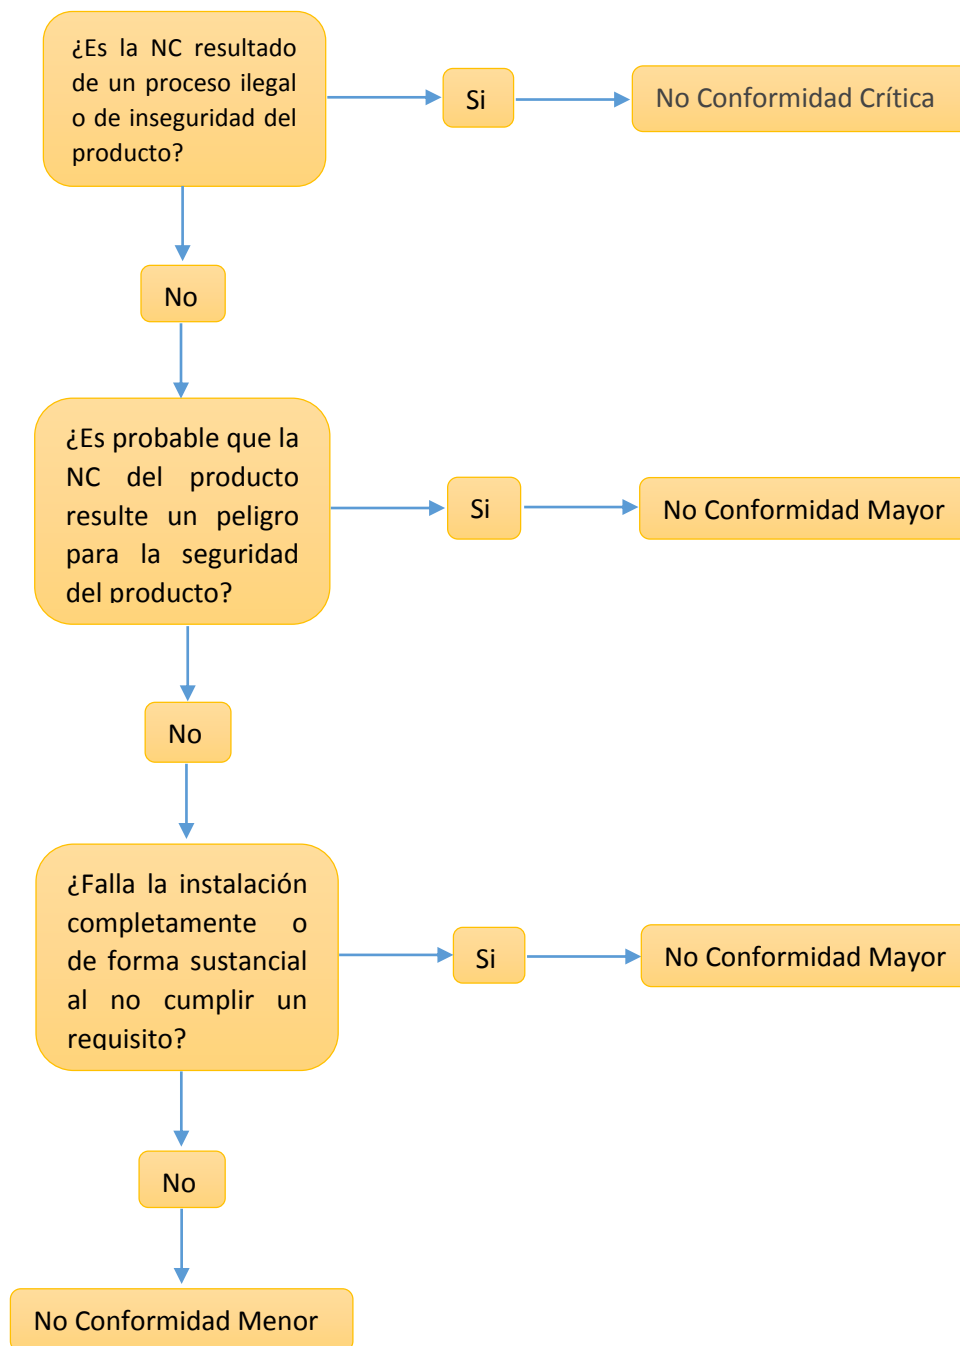 ¿Es la NC resultado
de un proceso ilegal
o de inseguridad del
producto?
Si
No Conformidad Crítica
No
¿Es probable que la
NC del producto
resulte un peligro
para la seguridad
del producto?
Si
No Conformidad Mayor
No
¿Falla la instalación
completamente o
de forma sustancial
al no cumplir un
requisito?
Si
No Conformidad Mayor
No
No Conformidad Menor